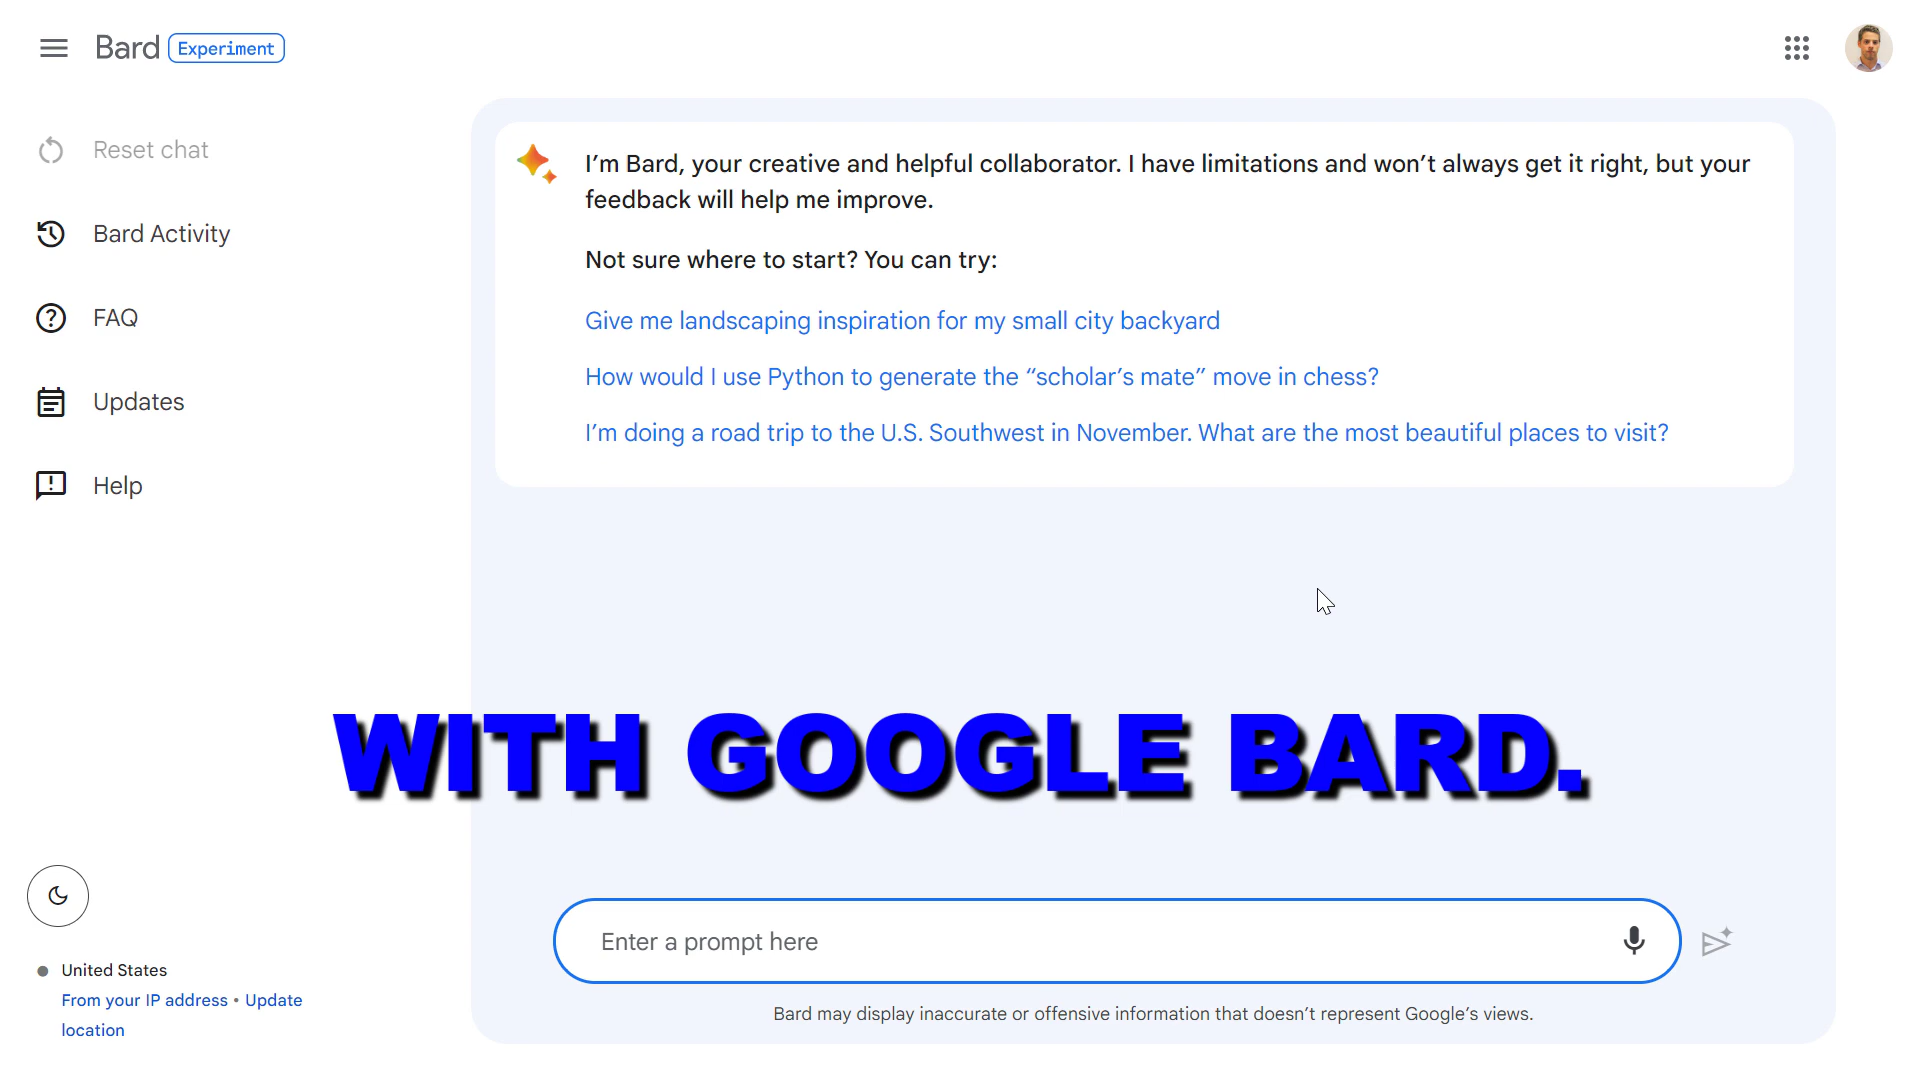 Bard Experiment
Reset chat
Bard Activity
FAQ
Updates
Help
I’m Bard, your creative and helpful collaborator. I have limitations and won’t always get it right, but your
feedback will help me improve.
Not sure where to start? You can try:
Give me landscaping inspiration for my small city backyard
How would I use Python to generate the “scholar’s mate” move in chess?
I’m doing a road trip to the U.S. Southwest in November. What are the most beautiful places to visit?
WITH GOOGLE BARD.
Enter a prompt here
Bard may display inaccurate or offensive information that doesn’t represent Google’s views.
United States
From your IP address • Update
location